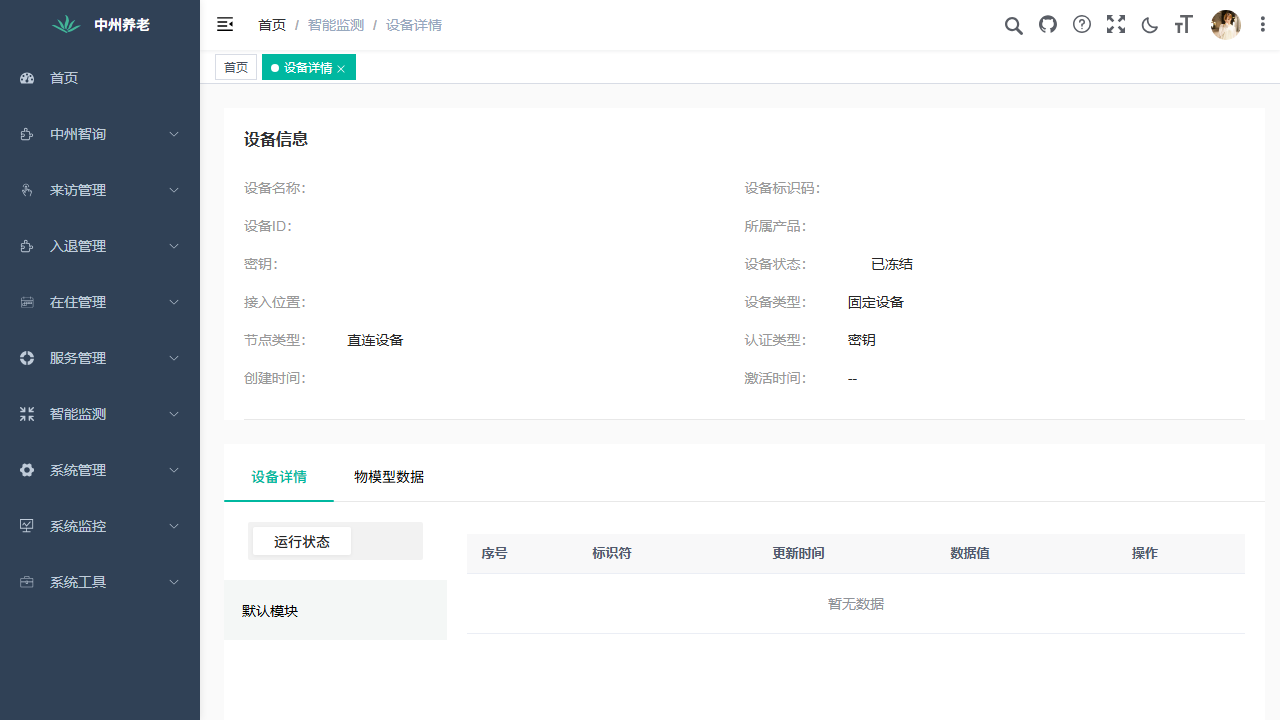 中州养老
首页 / 智能监测 / 设备详情
首页
中州智询
来访管理
入退管理
在住管理
服务管理
智能监测
系统管理
系统监控
系统工具
首页
设备详情 ×
设备信息
设备名称：
设备标识码：
设备ID：
所属产品：
密钥：
设备状态： 已冻结
接入位置：
设备类型： 固定设备
节点类型： 直连设备
认证类型： 密钥
创建时间：
激活时间： --
设备详情
物模型数据
运行状态
默认模块
序号 标识符 更新时间 数据值 操作
暂无数据